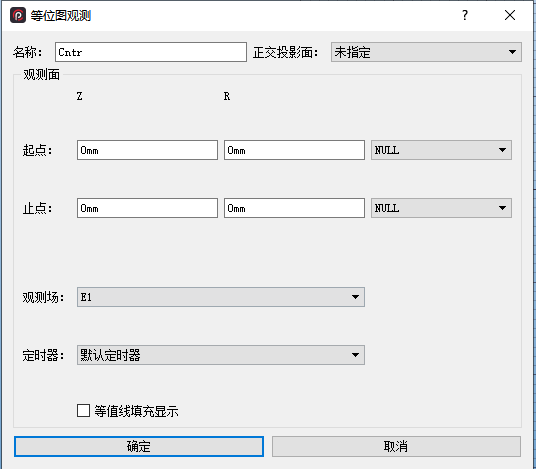 等位图观测
名称： Cntr 正交投影面： 未指定
观测面
Z R
起点： 0mm 0mm NULL
止点： 0mm 0mm NULL
观测场： E1
定时器： 默认定时器
等值线填充显示
确定 取消